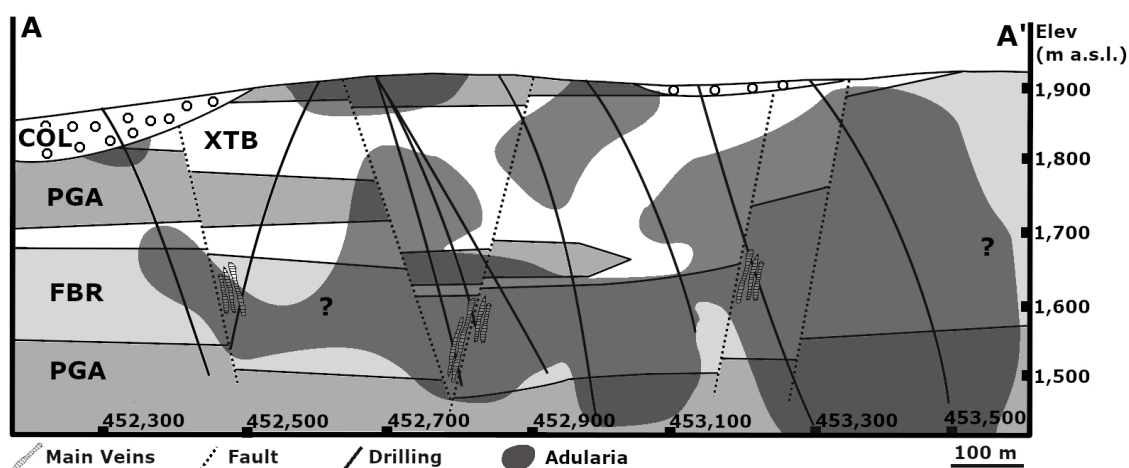 A
A'
Elev
(m a.s.l.)
1,900
COL
XTB
1,800
PGA
1,700
?
FBR
?
1,600
PGA
1,500
452,300 452,500 452,700 452,900 453,100 453,300 453,500
Main Veins Fault Drilling Adularia 100 m